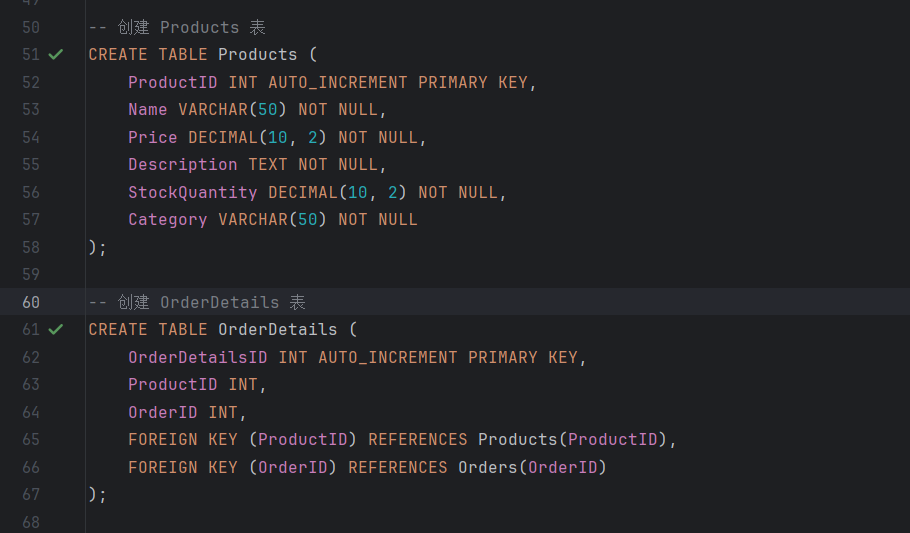 50 -- 创建 Products 表
51 CREATE TABLE Products (
52 ProductID INT AUTO_INCREMENT PRIMARY KEY,
53 Name VARCHAR(50) NOT NULL,
54 Price DECIMAL(10, 2) NOT NULL,
55 Description TEXT NOT NULL,
56 StockQuantity DECIMAL(10, 2) NOT NULL,
57 Category VARCHAR(50) NOT NULL
58 );
59
60 -- 创建 OrderDetails 表
61 CREATE TABLE OrderDetails (
62 OrderDetailsID INT AUTO_INCREMENT PRIMARY KEY,
63 ProductID INT,
64 OrderID INT,
65 FOREIGN KEY (ProductID) REFERENCES Products(ProductID),
66 FOREIGN KEY (OrderID) REFERENCES Orders(OrderID)
67 );
68